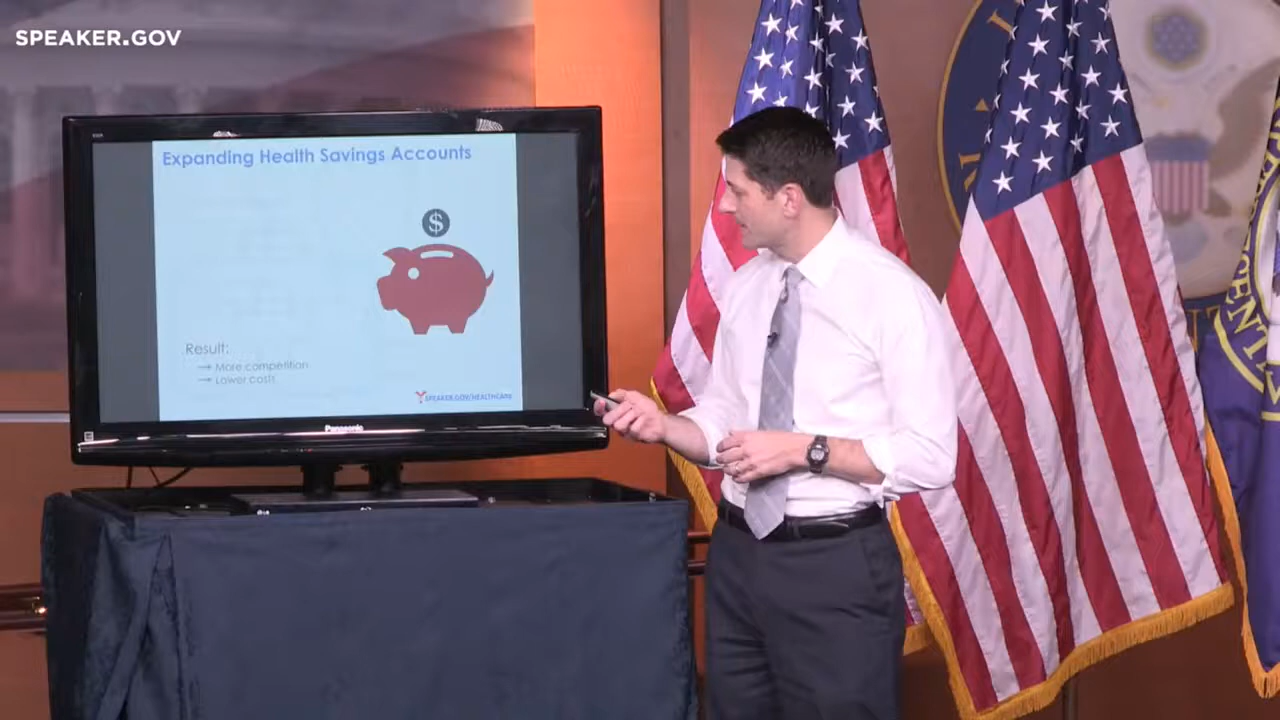 SPEAKER.GOV
Expanding Health Savings Accounts
$
Result:
→ More competition
→ Lower costs
SPEAKER.GOV/HEALTHCARE
Panasonic